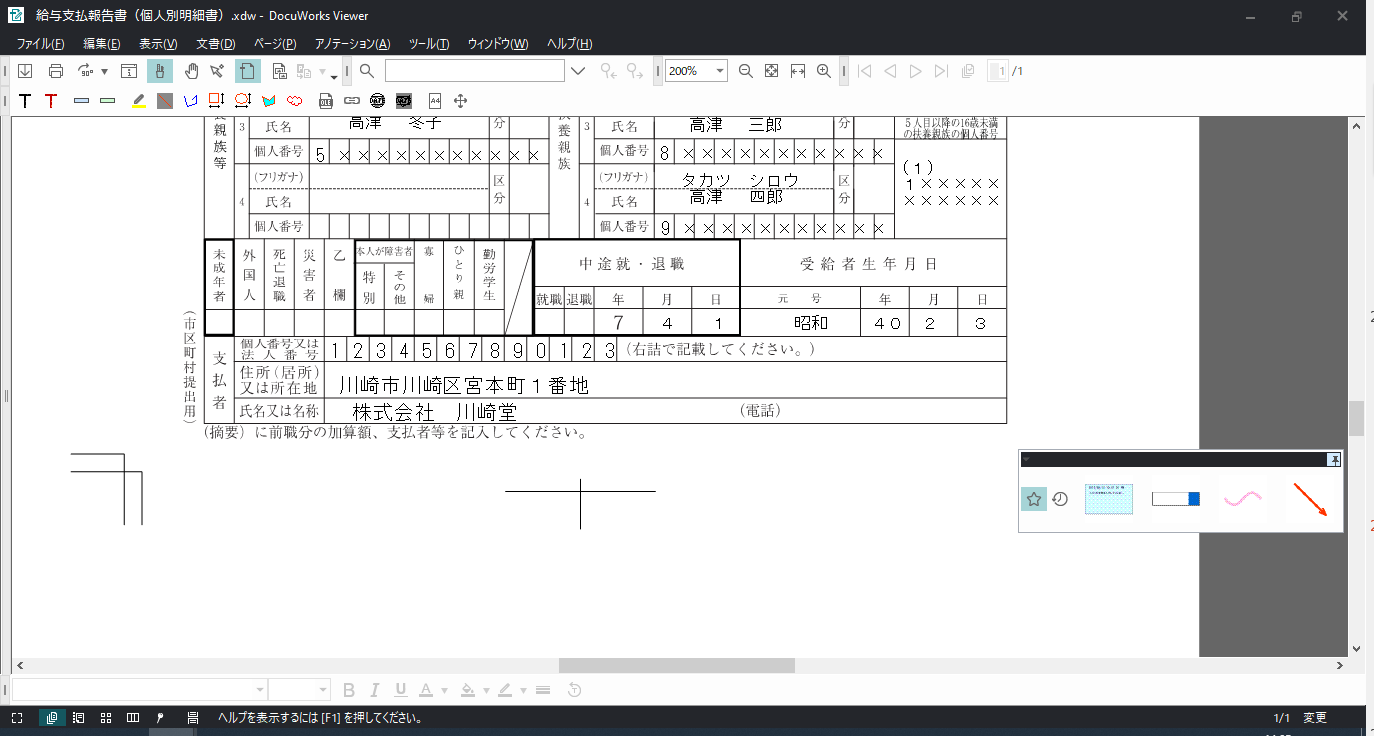 給与支払報告書（個人別明細書）.xdw - DocuWorks Viewer
ファイル(F) 編集(E) 表示(V) 文書(D) ページ(P) アノテーション(A) ツール(T) ウィンドウ(W) ヘルプ(H)
90° 200% 1 /1
T T OLE A4
親族等 3 氏名 高津 冬子 分 扶養親族 3 氏名 高津 三郎 分 5人目以降の16歳未満の扶養親族の個人番号
個人番号 5 × × × × × × × × × × × 個人番号 8 × × × × × × × × × × ×
(フリガナ) 区分 (フリガナ) タカツ シロウ 区分 (1)
4 氏名 4 氏名 高津 四郎 1×××××
××××××
個人番号 個人番号 9 × × × × × × × × × × ×
未成年者 外国人 死亡退職 災害者 乙欄 本人が障害者 特別 その他 寡婦 ひとり親 勤労学生 中途就・退職 受給者生年月日
就職 退職 年 月 日 元号 年 月 日
7 4 1 昭和 40 2 3
(市区町村提出用)
支払者 個人番号又は法人番号 1 2 3 4 5 6 7 8 9 0 1 2 3 (右詰で記載してください。)
住所(居所)又は所在地 川崎市川崎区宮本町１番地
氏名又は名称 株式会社 川崎堂 (電話)
(摘要) に前職分の加算額、支払者等を記入してください。
B I U A
ヘルプを表示するには [F1] を押してください。 1/1 変更